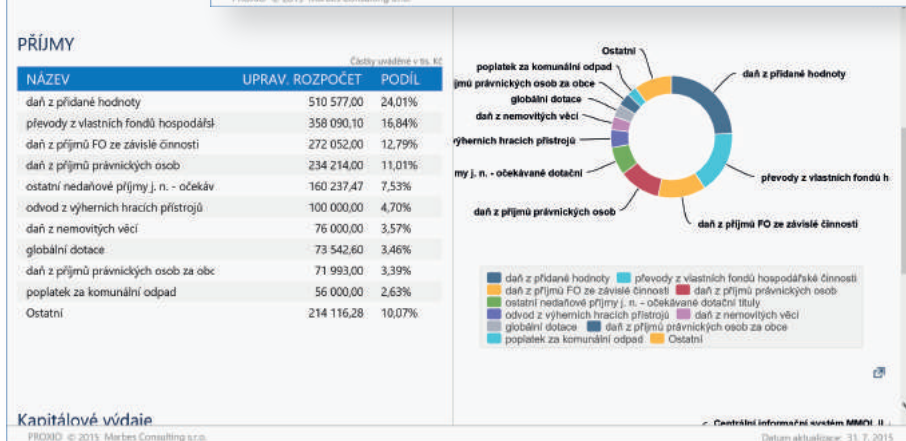 PROXIO © 2015 Marbes Consulting s.r.o.
PŘÍJMY
Částky uváděné v tis. Kč
NÁZEV UPRAV. ROZPOČET PODÍL
daň z přidané hodnoty 510 577,00 24,01%
převody z vlastních fondů hospodářsk 358 090,10 16,84%
daň z příjmů FO ze závislé činnosti 272 052,00 12,79%
daň z příjmů právnických osob 234 214,00 11,01%
ostatní nedaňové příjmy j. n. - očekáv 160 237,47 7,53%
odvod z výherních hracích přístrojů 100 000,00 4,70%
daň z nemovitých věcí 76 000,00 3,57%
globální dotace 73 542,60 3,46%
daň z příjmů právnických osob za obc 71 993,00 3,39%
poplatek za komunální odpad 56 000,00 2,63%
Ostatní 214 116,28 10,07%
Ostatní
poplatek za komunální odpad
jmů právnických osob za obce
globální dotace
daň z nemovitých věcí
výherních hracích přístrojů
my j. n. - očekávané dotační
daň z příjmů právnických osob
daň z přidané hodnoty
převody z vlastních fondů h
daň z příjmů FO ze závislé činnosti
daň z přidané hodnoty převody z vlastních fondů hospodářské činnosti
daň z příjmů FO ze závislé činnosti daň z příjmů právnických osob
ostatní nedaňové příjmy j. n. - očekávané dotační tituly
odvod z výherních hracích přístrojů daň z nemovitých věcí
globální dotace daň z příjmů právnických osob za obce
poplatek za komunální odpad Ostatní
Kapitálové výdaje
Centrální informační systém MMOL II
PROXIO © 2015 Marbes Consulting s.r.o.
Datum aktualizace: 31. 7. 2015